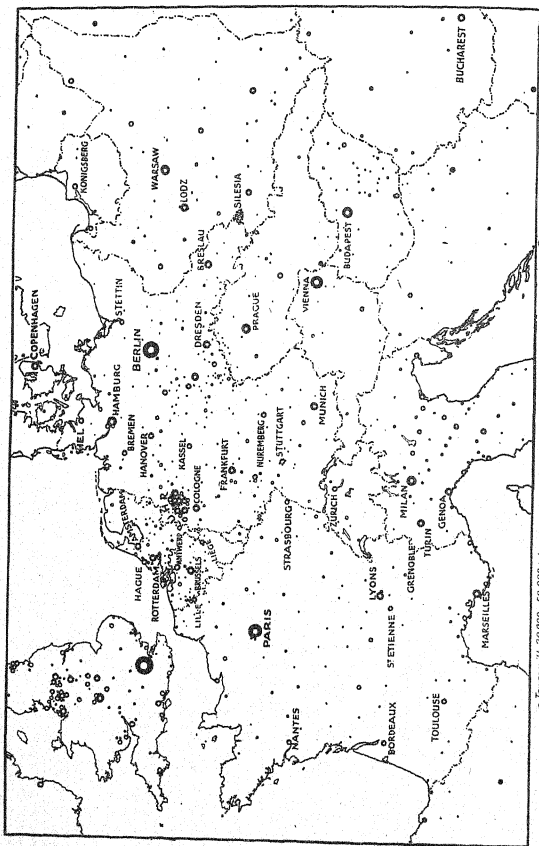 BUCHAREST
KONIGSBERG
WARSAW
LODZ
SILESIA
BUDAPEST
BRESLAU
VIENNA
STETTIN
COPENHAGEN
BERLIN
DRESDEN
PRAGUE
KIEL
HAMBURG
BREMEN
HANOVER
KASSEL
FRANKFURT
NUREMBERG
STUTTGART
MUNICH
COLOGNE
ZURICH
MILAN
GENOA
TURIN
STRASBOURG
HAGUE
ROTTERDAM
ANTWERP
BRUSSELS
LILLE
PARIS
LYONS
GRENOBLE
ST ETIENNE
MARSEILLES
NANTES
BORDEAUX
TOULOUSE